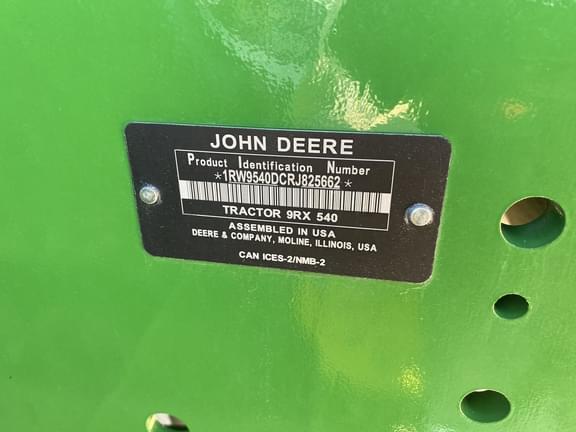 JOHN DEERE
Product Identification Number
*1RW9540DCRJ825662*
TRACTOR 9RX 540
ASSEMBLED IN USA
DEERE & COMPANY, MOLINE, ILLINOIS, USA
CAN ICES-2/NMB-2